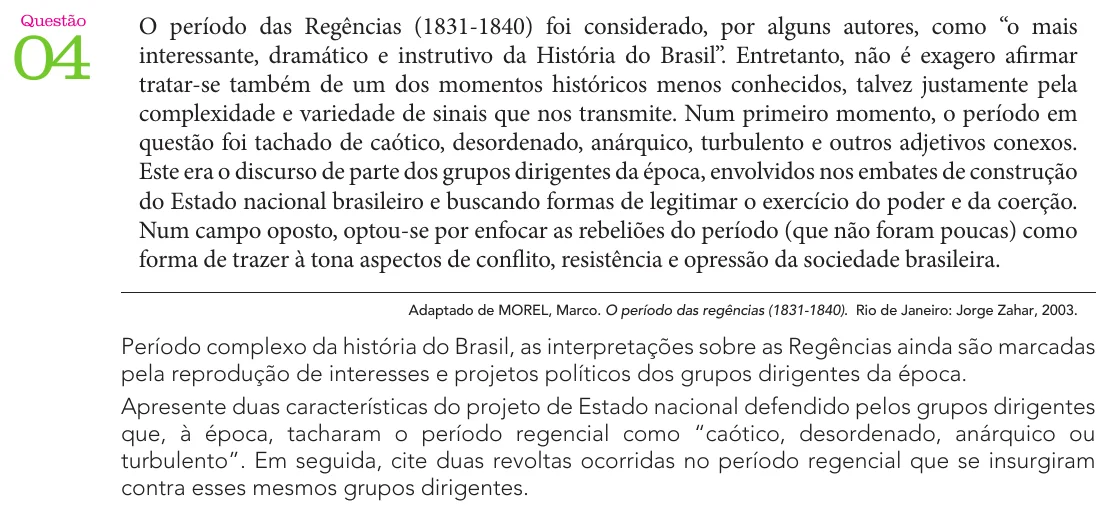 Questão
04
O período das Regências (1831-1840) foi considerado, por alguns autores, como “o mais
interessante, dramático e instrutivo da História do Brasil”. Entretanto, não é exagero afirmar
tratar-se também de um dos momentos históricos menos conhecidos, talvez justamente pela
complexidade e variedade de sinais que nos transmite. Num primeiro momento, o período em
questão foi tachado de caótico, desordenado, anárquico, turbulento e outros adjetivos conexos.
Este era o discurso de parte dos grupos dirigentes da época, envolvidos nos embates de construção
do Estado nacional brasileiro e buscando formas de legitimar o exercício do poder e da coerção.
Num campo oposto, optou-se por enfocar as rebeliões do período (que não foram poucas) como
forma de trazer à tona aspectos de conflito, resistência e opressão da sociedade brasileira.
Adaptado de MOREL, Marco. O período das regências (1831-1840). Rio de Janeiro: Jorge Zahar, 2003.
Período complexo da história do Brasil, as interpretações sobre as Regências ainda são marcadas
pela reprodução de interesses e projetos políticos dos grupos dirigentes da época.
Apresente duas características do projeto de Estado nacional defendido pelos grupos dirigentes
que, à época, tacharam o período regencial como “caótico, desordenado, anárquico ou
turbulento”. Em seguida, cite duas revoltas ocorridas no período regencial que se insurgiram
contra esses mesmos grupos dirigentes.